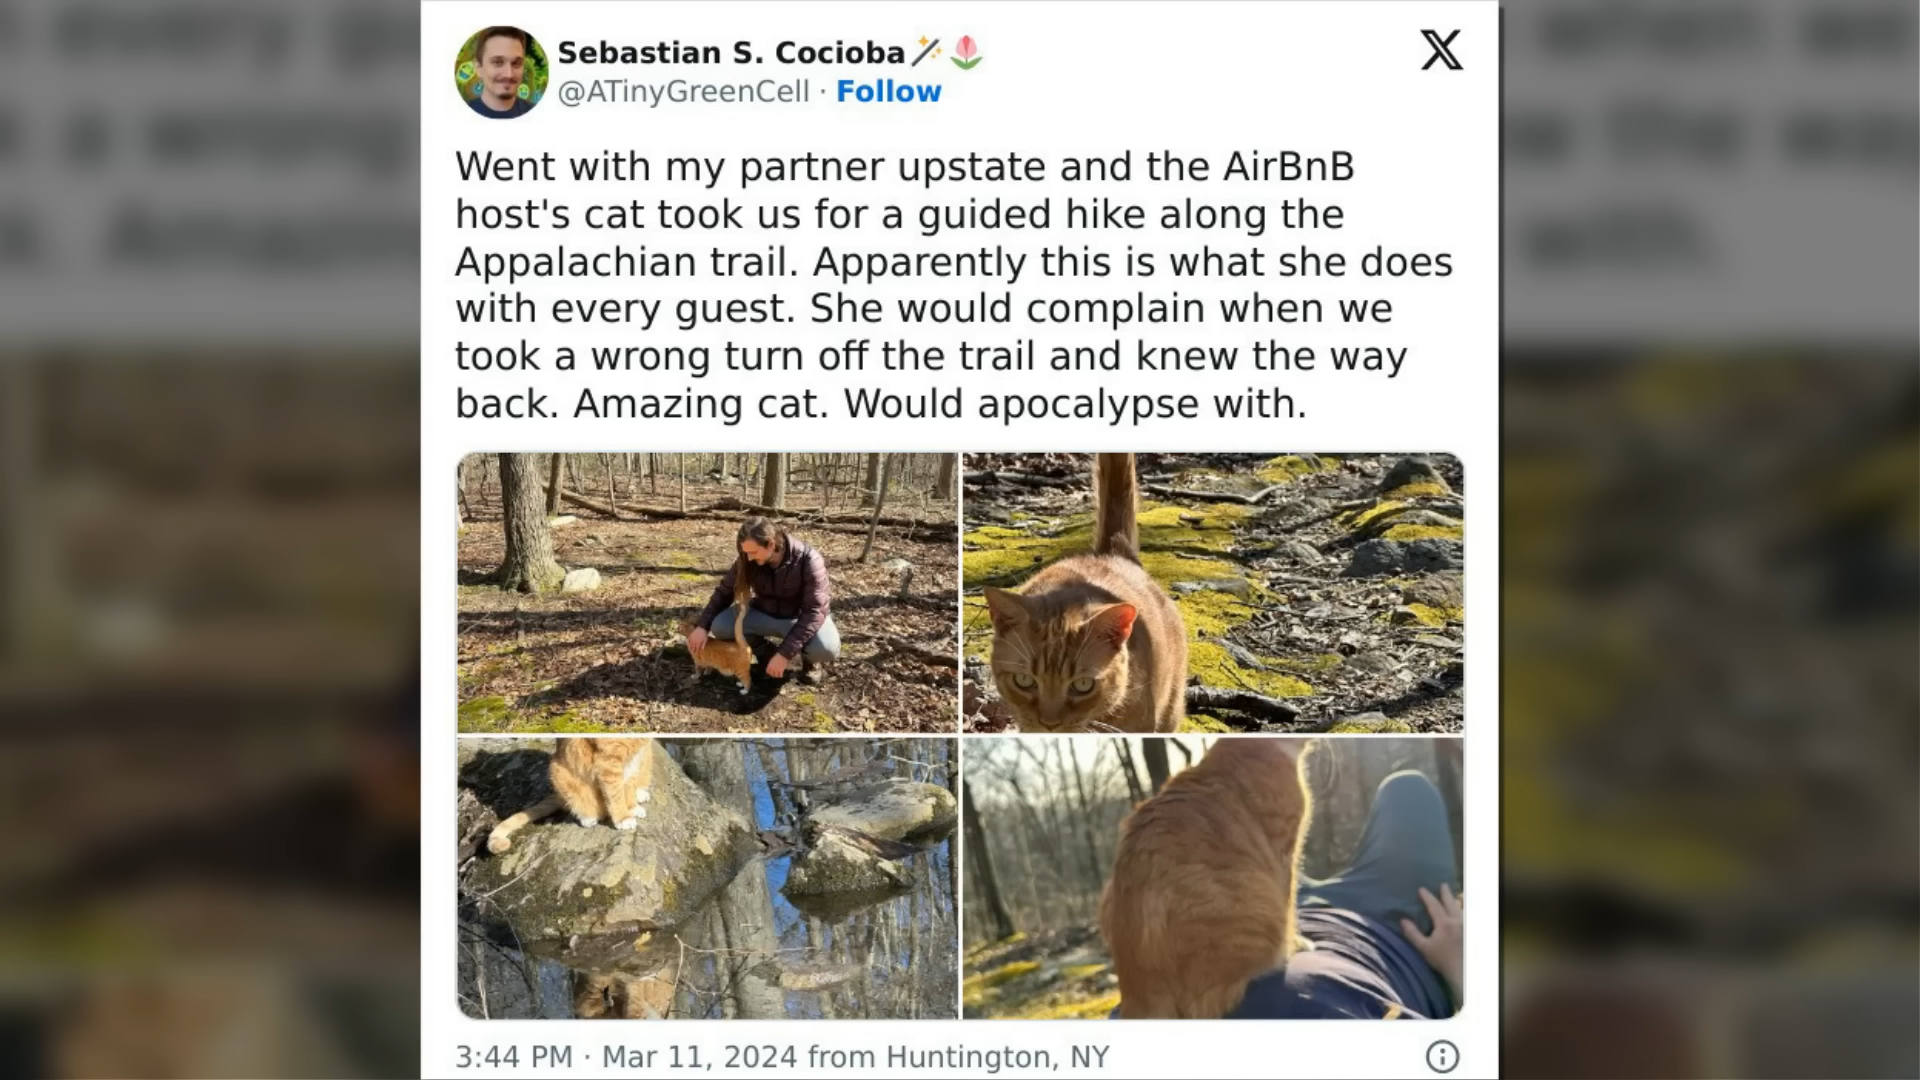 Sebastian S. Cocioba🪄🌷
@ATinyGreenCell · Follow
Went with my partner upstate and the AirBnB
host's cat took us for a guided hike along the
Appalachian trail. Apparently this is what she does
with every guest. She would complain when we
took a wrong turn off the trail and knew the way
back. Amazing cat. Would apocalypse with.
3:44 PM · Mar 11, 2024 from Huntington, NY